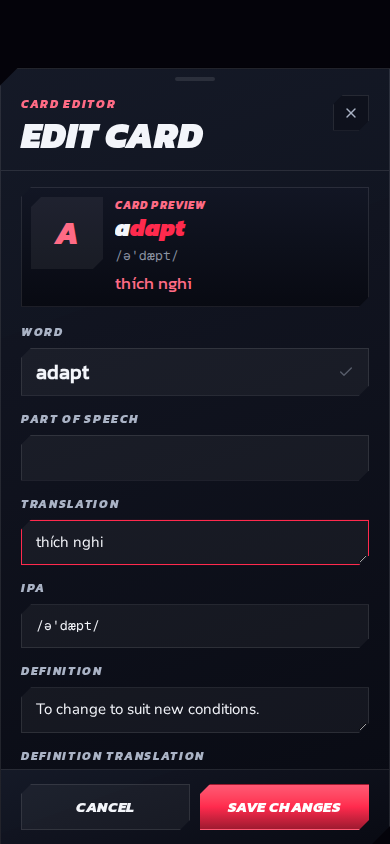 CARD EDITOR
EDIT CARD
A
CARD PREVIEW
adapt
/ə'dæpt/
thích nghi
WORD
adapt
PART OF SPEECH
TRANSLATION
thích nghi
IPA
/ə'dæpt/
DEFINITION
To change to suit new conditions.
DEFINITION TRANSLATION
CANCEL
SAVE CHANGES